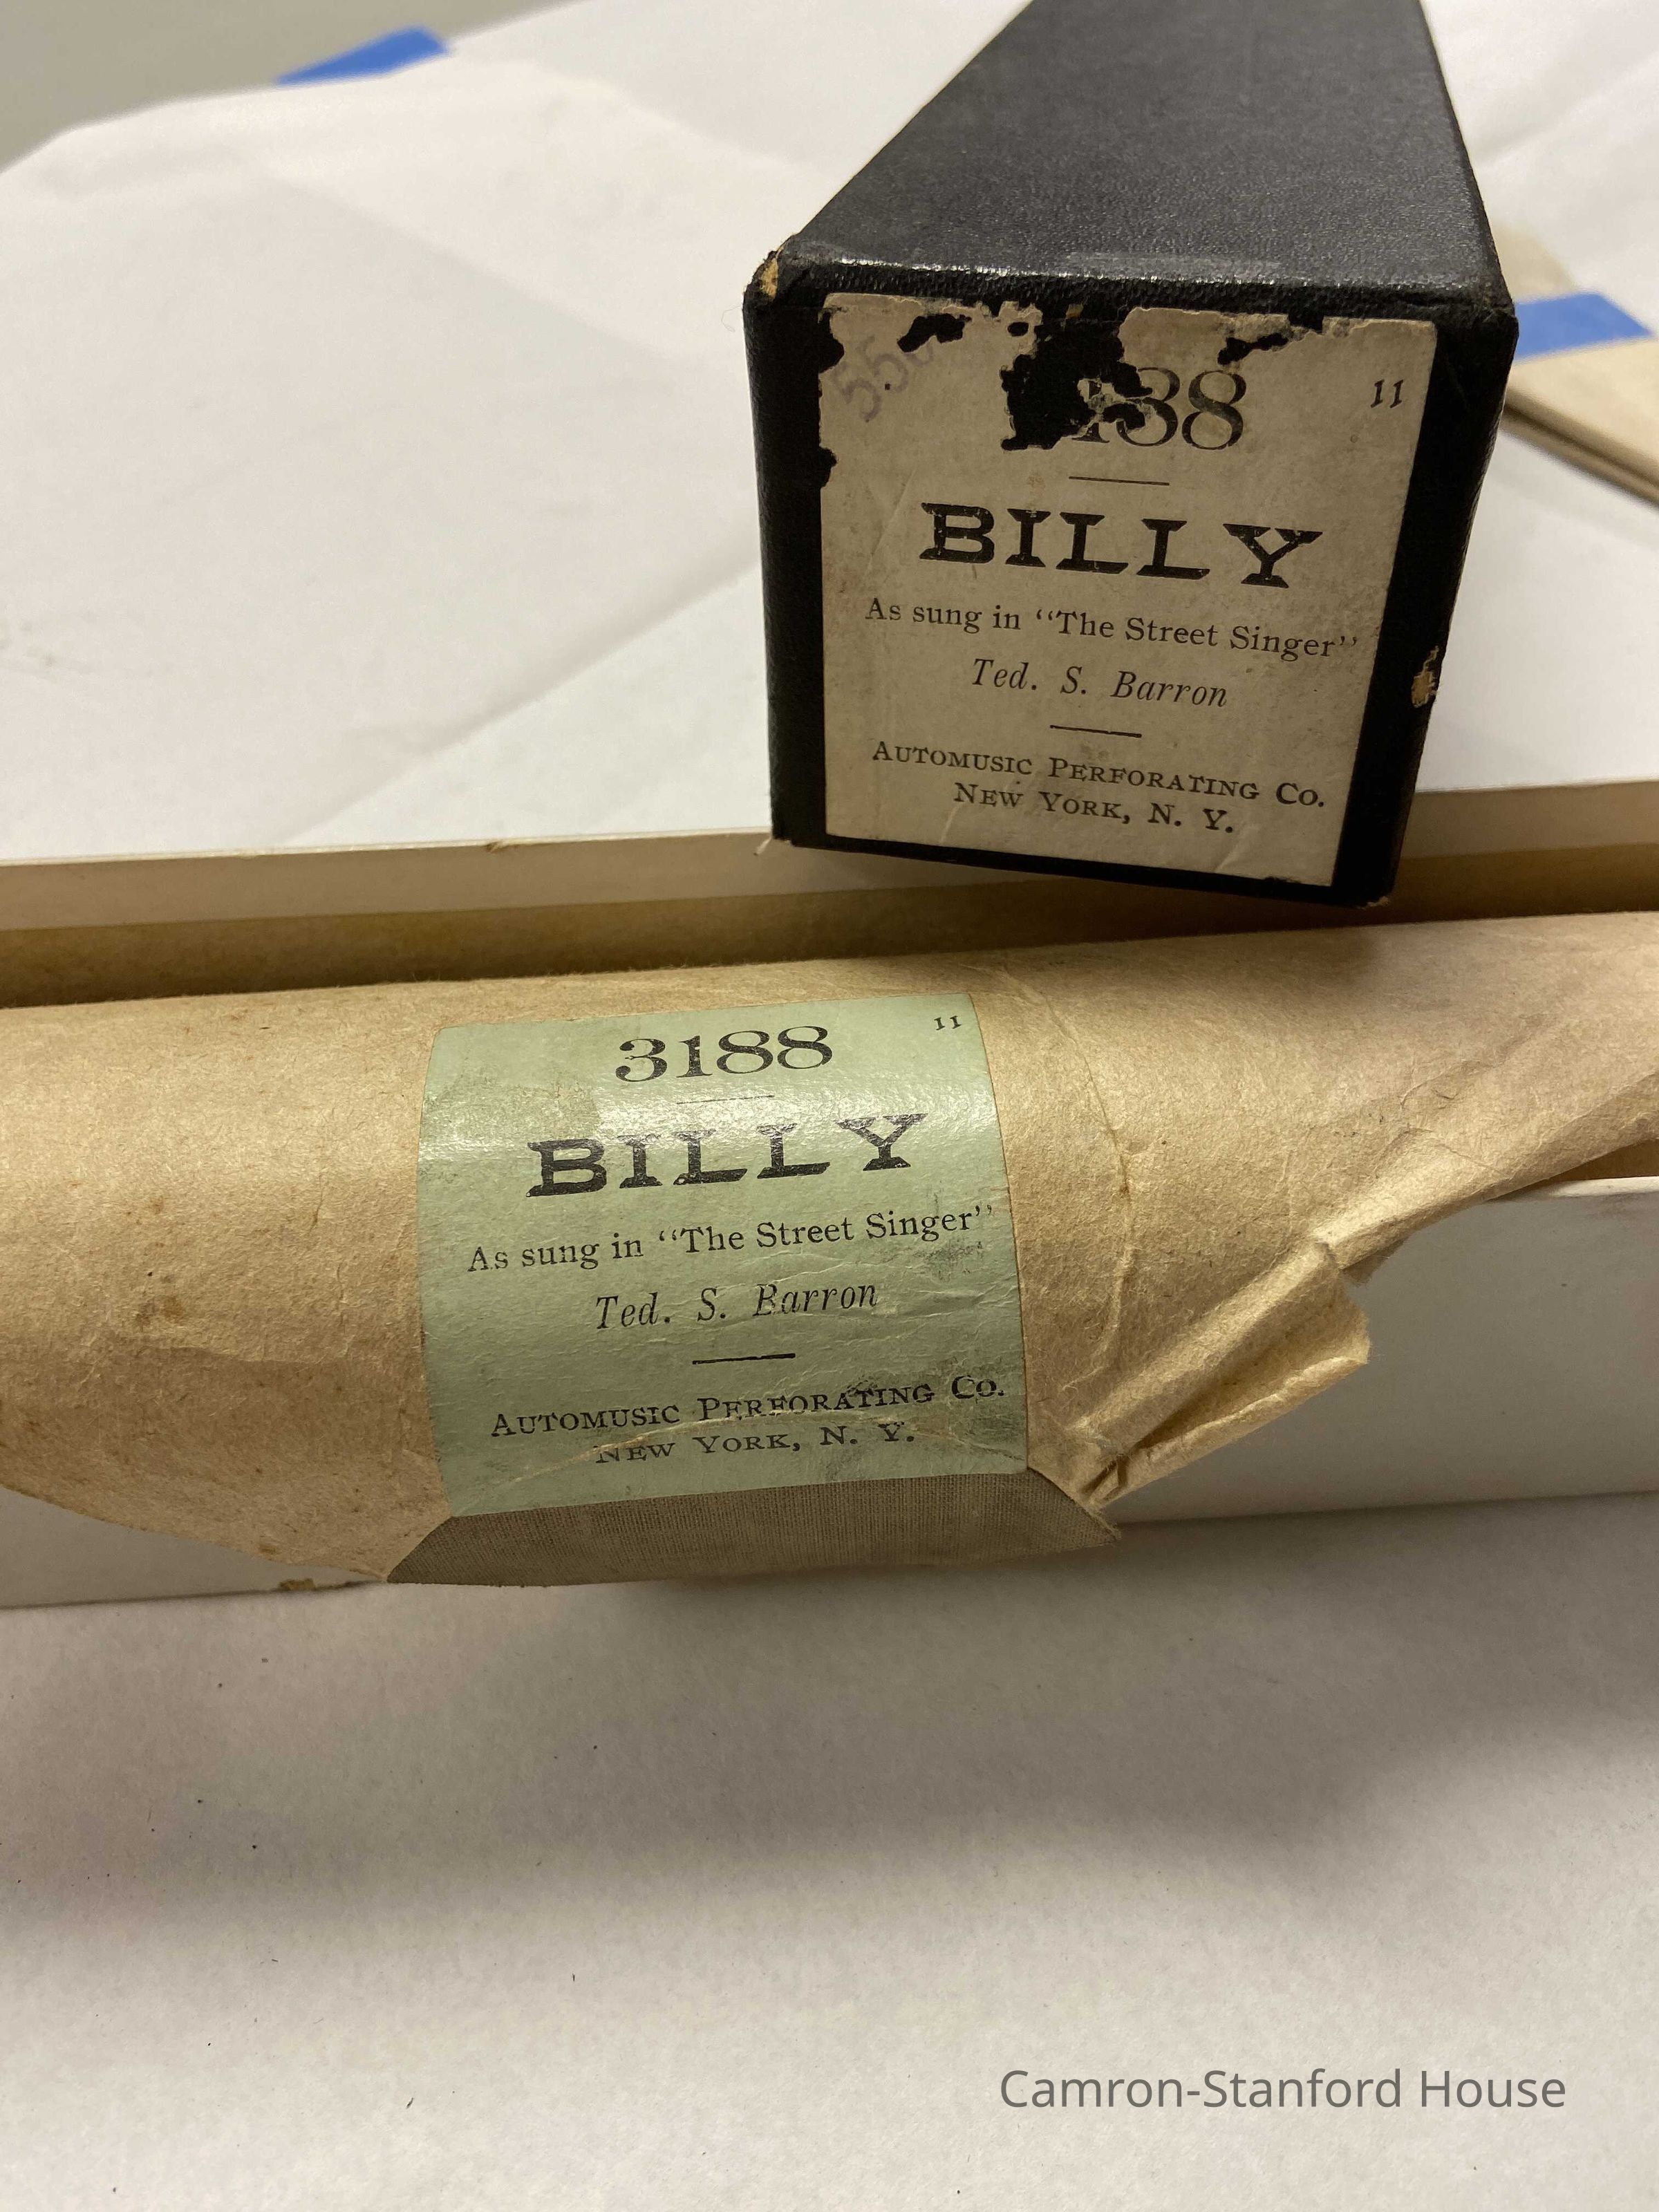 11
BILLY
As sung in "The Street Singer"
Ted. S. Barron
AUTOMUSIC PERFORATING CO.
NEW YORK, N. Y.
3188 11
BILLY
As sung in "The Street Singer"
Ted. S. Barron
AUTOMUSIC PERFORATING CO.
NEW YORK, N. Y.
Camron-Stanford House